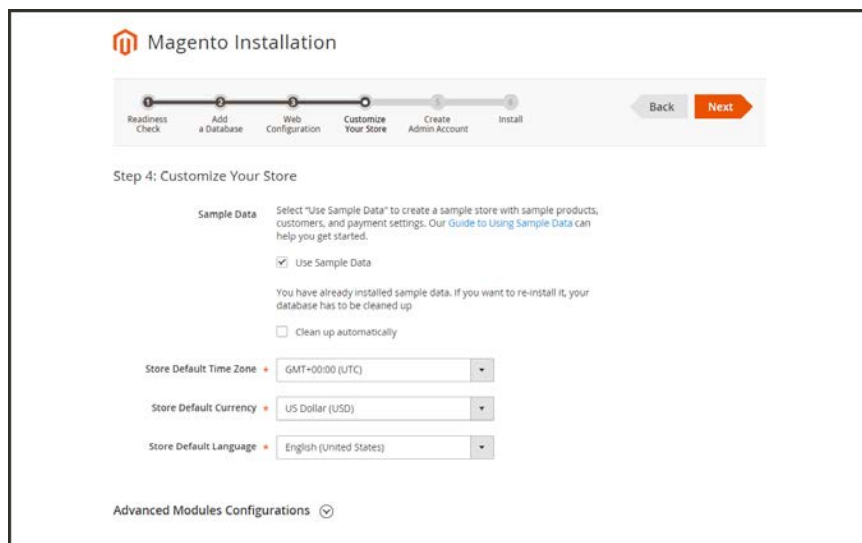 Magento Installation
1 2 3 5 6
Readiness Check
Add a Database
Web Configuration
Customize Your Store
Create Admin Account
Install
Back
Next
Step 4: Customize Your Store
Sample Data
Select "Use Sample Data" to create a sample store with sample products,
customers, and payment settings. Our Guide to Using Sample Data can
help you get started.
Use Sample Data
You have already installed sample data. If you want to re-install it, your
database has to be cleaned up
Clean up automatically
Store Default Time Zone * GMT+00:00 (UTC)
Store Default Currency * US Dollar (USD)
Store Default Language * English (United States)
Advanced Modules Configurations